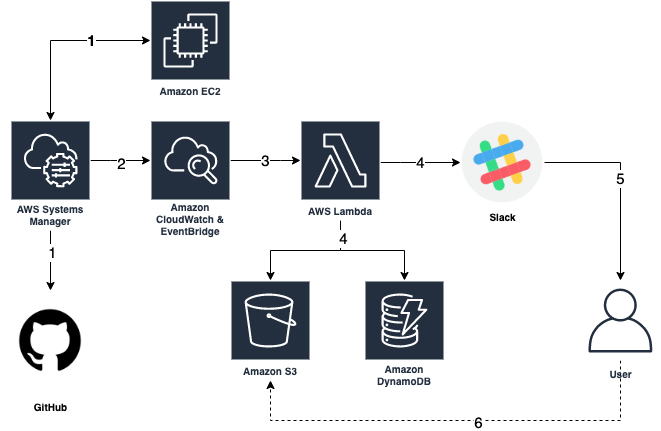 1
Amazon EC2
2
3
4
5
AWS Systems
Manager
Amazon
CloudWatch &
EventBridge
AWS Lambda
Slack
1
4
Amazon S3
Amazon
DynamoDB
User
GitHub
6